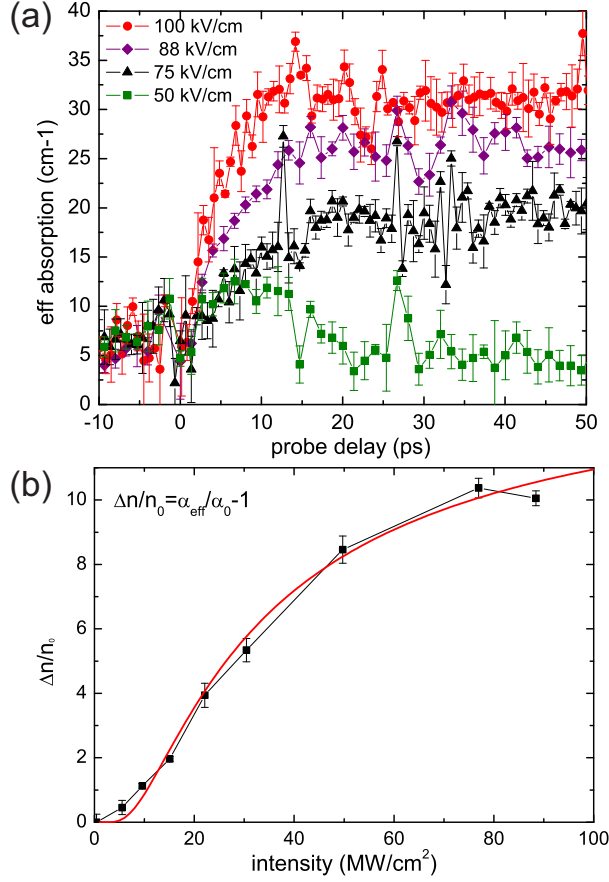 (a)
100 kV/cm
88 kV/cm
75 kV/cm
50 kV/cm
40
35
30
25
20
15
10
5
0
eff absorption (cm-1)
-10 0 10 20 30 40 50
probe delay (ps)
(b)
Δn/n₀=α_eff/α₀-1
10
8
6
4
2
0
Δn/n₀
0 20 40 60 80 100
intensity (MW/cm²)